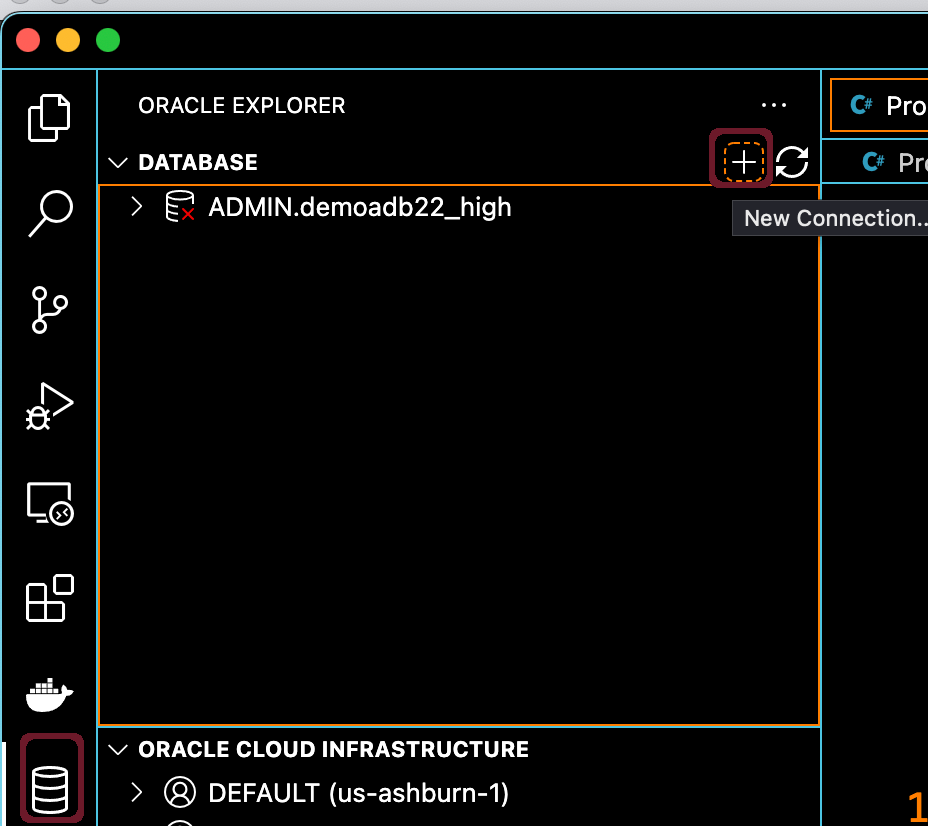 ORACLE EXPLORER
C# Pro
DATABASE
C# Pro
ADMIN.demoadb22_high
New Connection..
ORACLE CLOUD INFRASTRUCTURE
DEFAULT (us-ashburn-1)
1